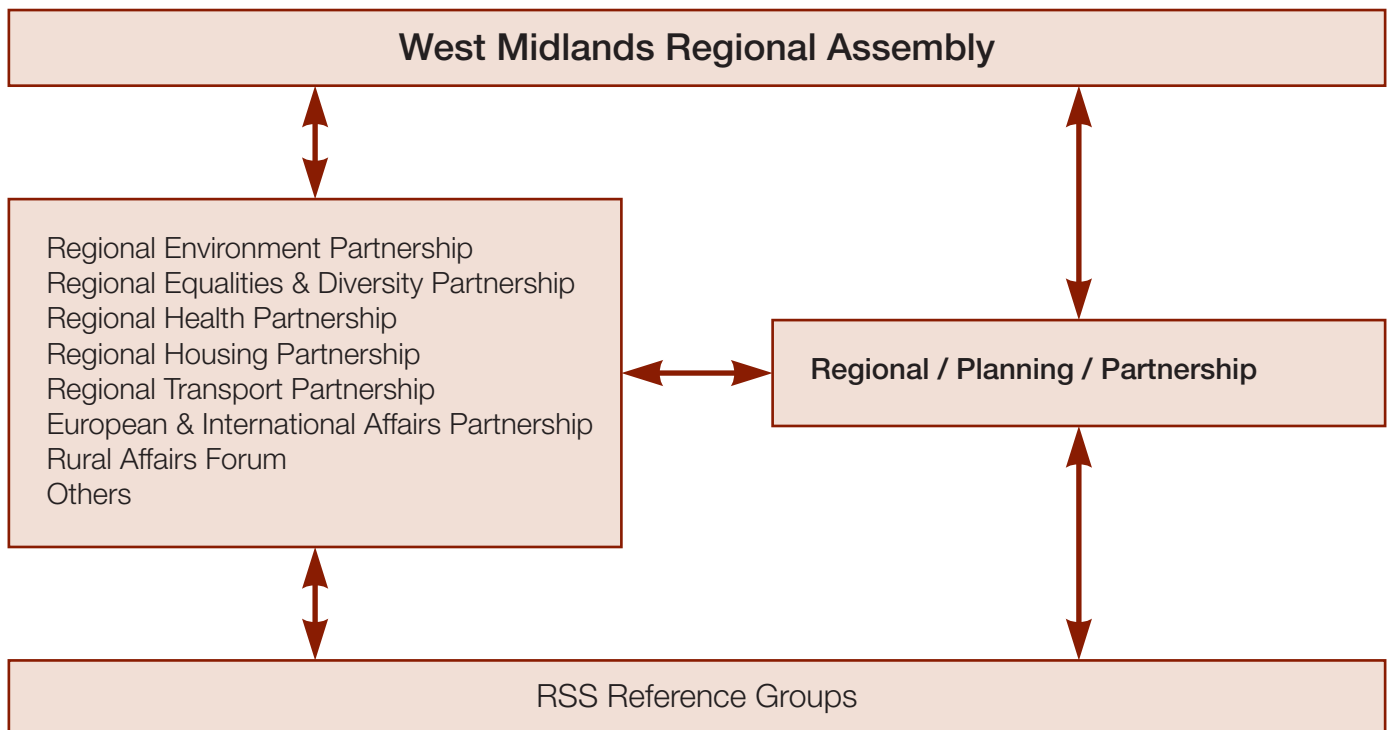 West Midlands Regional Assembly
Regional Environment Partnership
Regional Equalities & Diversity Partnership
Regional Health Partnership
Regional Housing Partnership
Regional Transport Partnership
European & International Affairs Partnership
Rural Affairs Forum
Others
Regional / Planning / Partnership
RSS Reference Groups